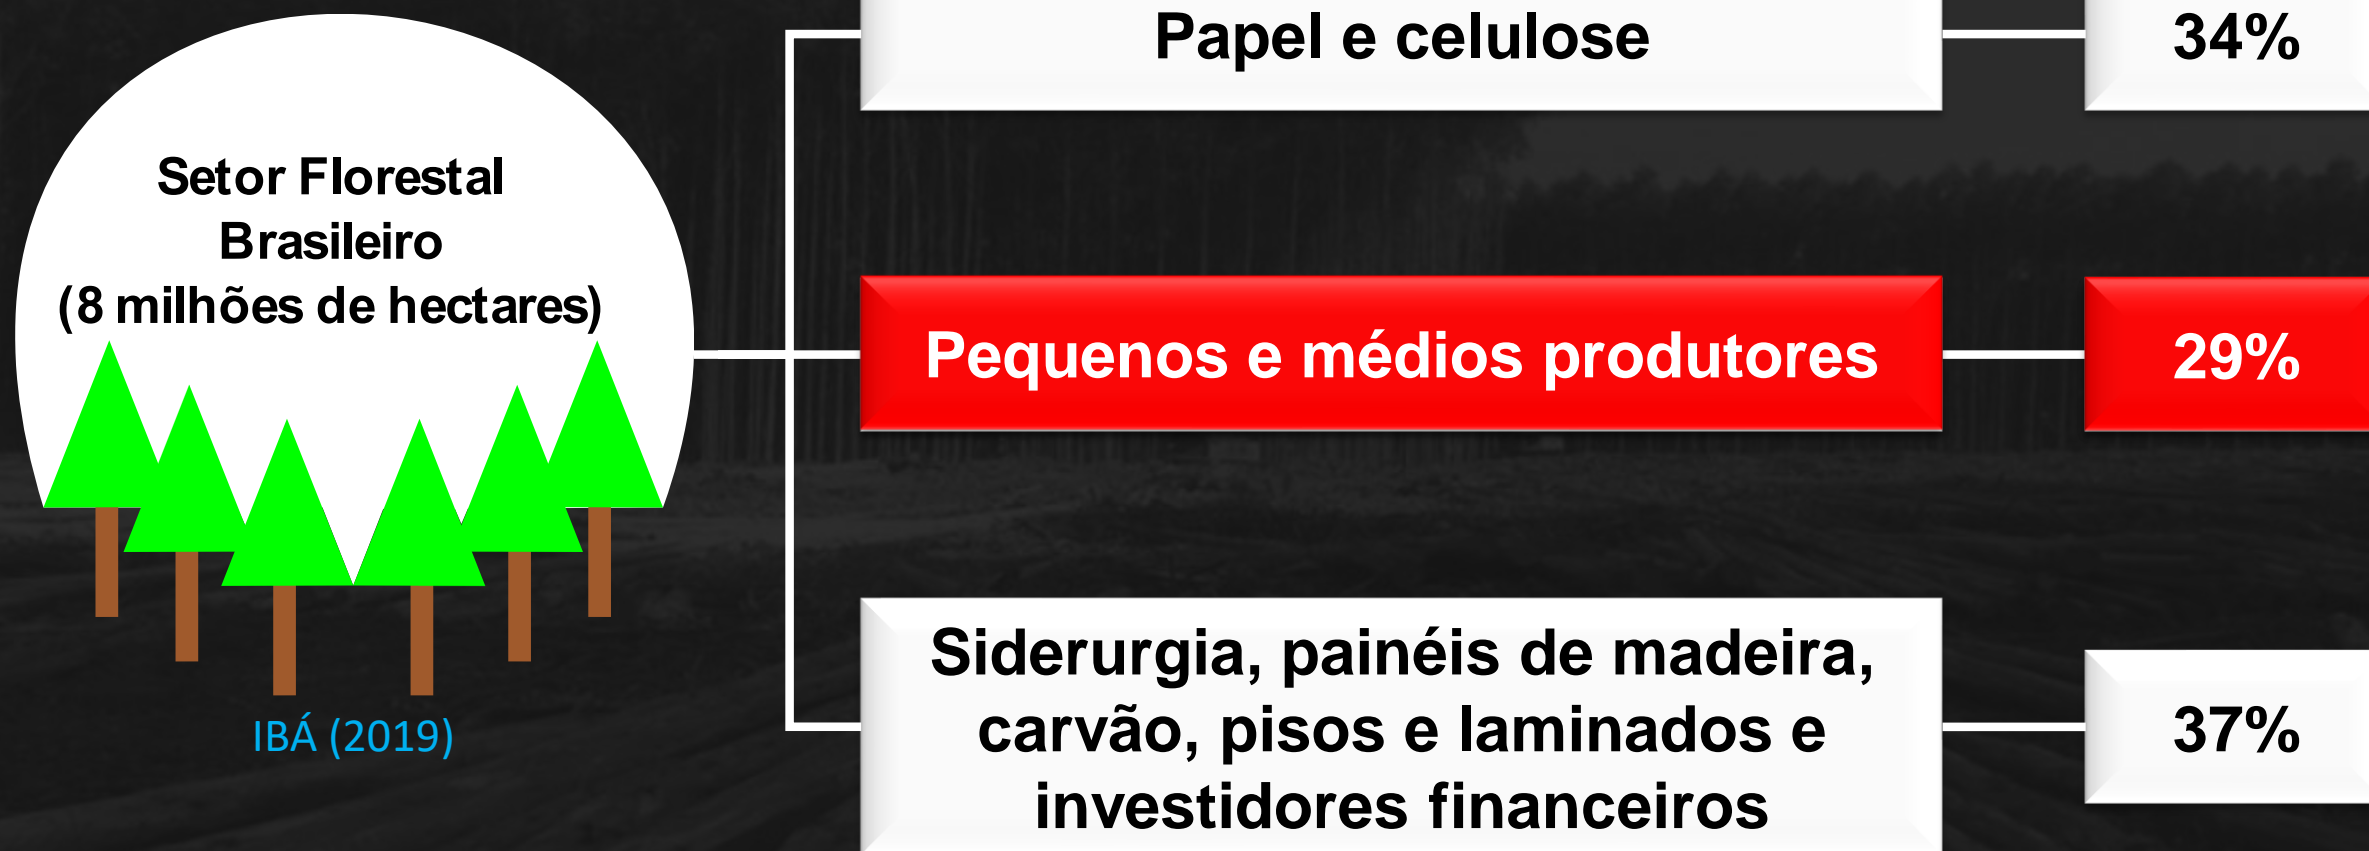 Papel e celulose
34%
Setor Florestal
Brasileiro
(8 milhões de hectares)
Pequenos e médios produtores
29%
Siderurgia, painéis de madeira,
carvão, pisos e laminados e
investidores financeiros
37%
IBÁ (2019)